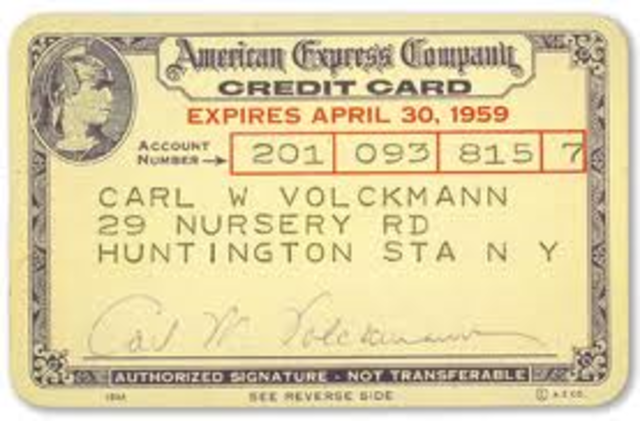 American Express Company
CREDIT CARD
EXPIRES APRIL 30, 1959
ACCOUNT NUMBER→ 201 093 815 7
CARL W VOLCKMANN
29 NURSERY RD
HUNTINGTON STA N Y
Carl W Volckmann
AUTHORIZED SIGNATURE - NOT TRANSFERABLE
SEE REVERSE SIDE
© A.E.CO.